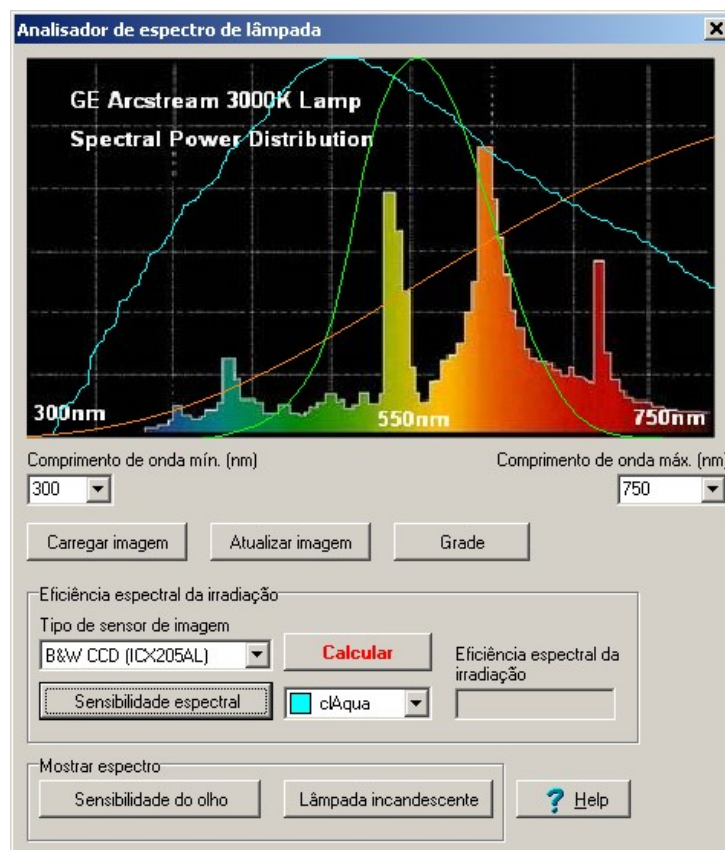 Analisador de espectro de lâmpada
GE Arcstream 3000K Lamp
Spectral Power Distribution
300nm
550nm
750nm
Comprimento de onda mín. (nm)
Comprimento de onda máx. (nm)
300
750
Carregar imagem
Atualizar imagem
Grade
Eficiência espectral da irradiação
Tipo de sensor de imagem
B&W CCD (ICX205AL)
Calcular
Eficiência espectral da
irradiação
Sensibilidade espectral
clAqua
Mostrar espectro
Sensibilidade do olho
Lâmpada incandescente
? Help